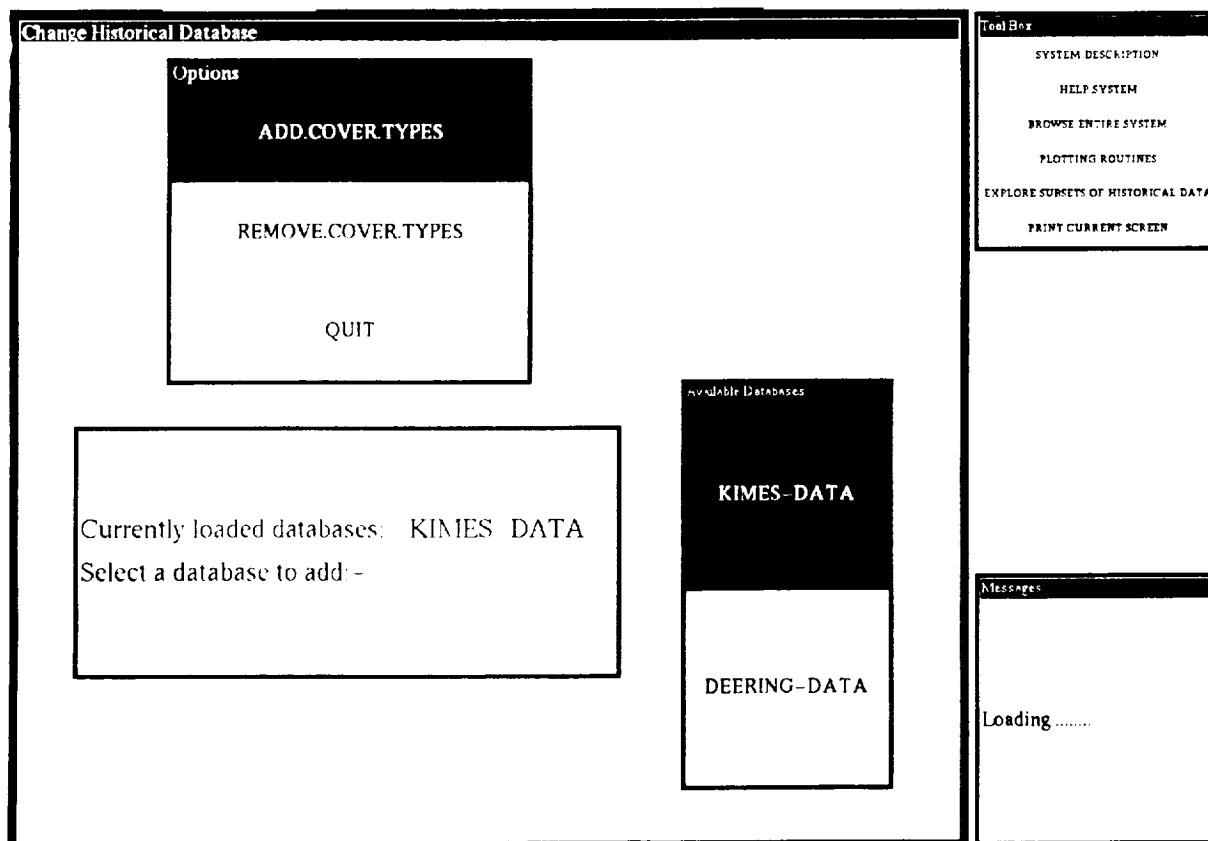 Change Historical Database
Options
ADD.COVER.TYPES
REMOVE.COVER.TYPES
QUIT
Currently loaded databases: KIMES DATA
Select a database to add:-
Available Databases
KIMES-DATA
DEERING-DATA
Tool Box
SYSTEM DESCRIPTION
HELP SYSTEM
BROWSE ENTIRE SYSTEM
PLOTTING ROUTINES
EXPLORE SUBSETS OF HISTORICAL DATA
PRINT CURRENT SCREEN
Messages
Loading ........